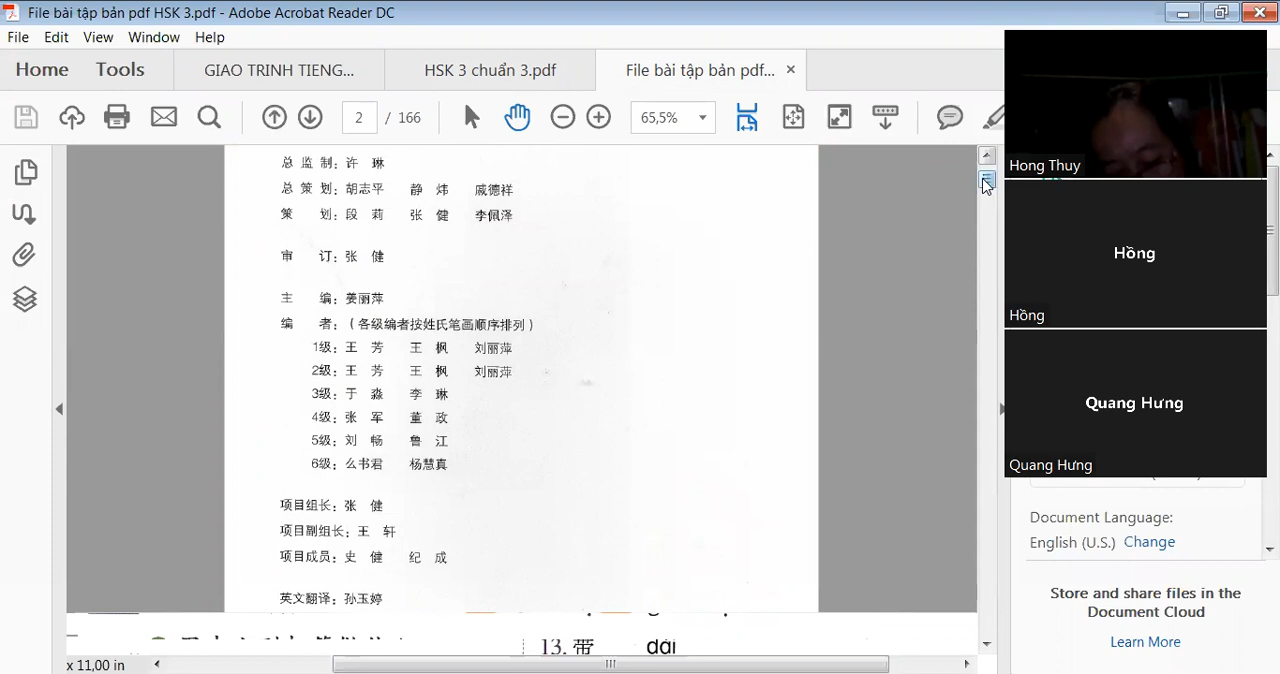 File bài tập bản pdf HSK 3.pdf - Adobe Acrobat Reader DC
File Edit View Window Help
Home Tools GIAO TRINH TIENG... HSK 3 chuẩn 3.pdf File bài tập bản pdf... ×
2 / 166 65,5%
总 监 制：许 琳
总 策 划：胡志平 静 炜 戚德祥
策 划：段 莉 张 健 李佩泽
审 订：张 健
主 编：姜丽萍
编 者：（各级编者按姓氏笔画顺序排列）
1级：王 芳 王 枫 刘丽萍
2级：王 芳 王 枫 刘丽萍
3级：于 淼 李 琳
4级：张 军 董 政
5级：刘 畅 鲁 江
6级：么书君 杨慧真
项目组长：张 健
项目副组长：王 轩
项目成员：史 健 纪 成
英文翻译：孙玉婷
13. 带 dài
x 11,00 in
Hong Thuy
Hồng
Hồng
Quang Hưng
Quang Hưng
Document Language:
English (U.S.) Change
Store and share files in the
Document Cloud
Learn More